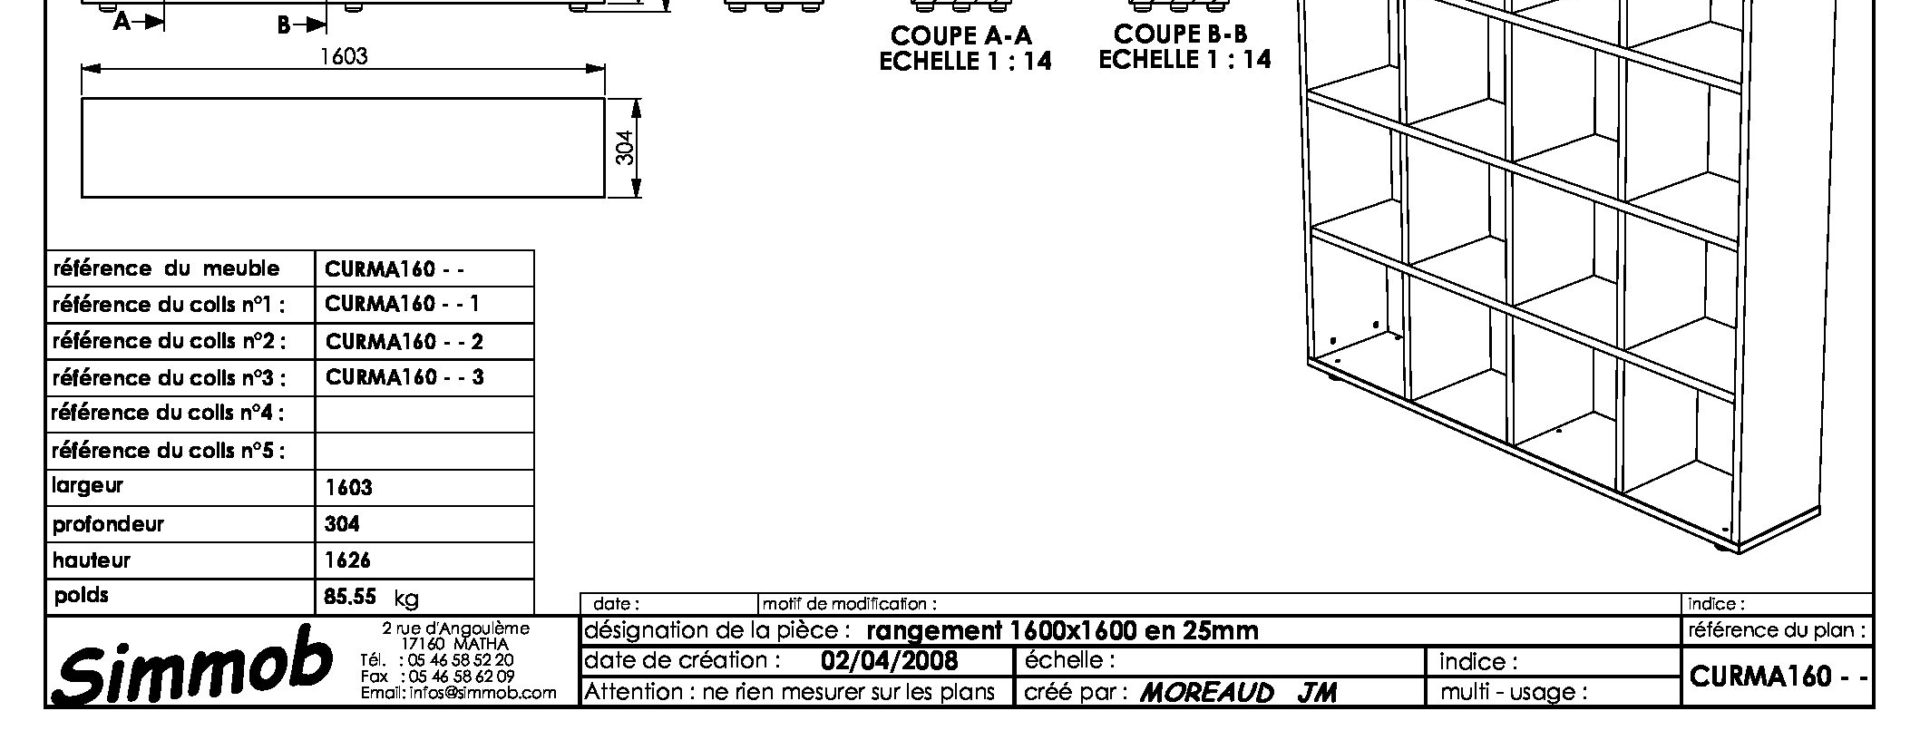 A
B
COUPE A-A
ECHELLE 1 : 14
COUPE B-B
ECHELLE 1 : 14
1603
304
référence du meuble CURMA160 - -
référence du colis n°1 : CURMA160 - - 1
référence du colis n°2 : CURMA160 - - 2
référence du colis n°3 : CURMA160 - - 3
référence du colis n°4 :
référence du colis n°5 :
largeur 1603
profondeur 304
hauteur 1626
poids 85.55 kg
Simmob
2 rue d'Angoulème
17160 MATHA
Tél. : 05 46 58 52 20
Fax : 05 46 58 62 09
Email: infos@simmob.com
date : motif de modification : indice :
désignation de la pièce : rangement 1600x1600 en 25mm référence du plan :
date de création : 02/04/2008 échelle : indice : CURMA160 - -
Attention : ne rien mesurer sur les plans créé par : MOREAUD JM multi - usage :